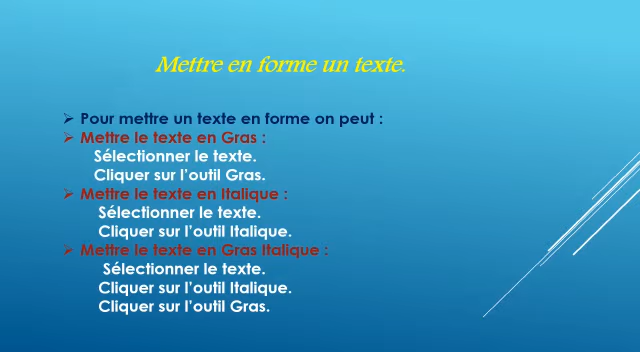 Mettre en forme un texte.
➢ Pour mettre un texte en forme on peut :
➢ Mettre le texte en Gras :
Sélectionner le texte.
Cliquer sur l'outil Gras.
➢ Mettre le texte en Italique :
Sélectionner le texte.
Cliquer sur l'outil Italique.
➢ Mettre le texte en Gras Italique :
Sélectionner le texte.
Cliquer sur l'outil Italique.
Cliquer sur l'outil Gras.